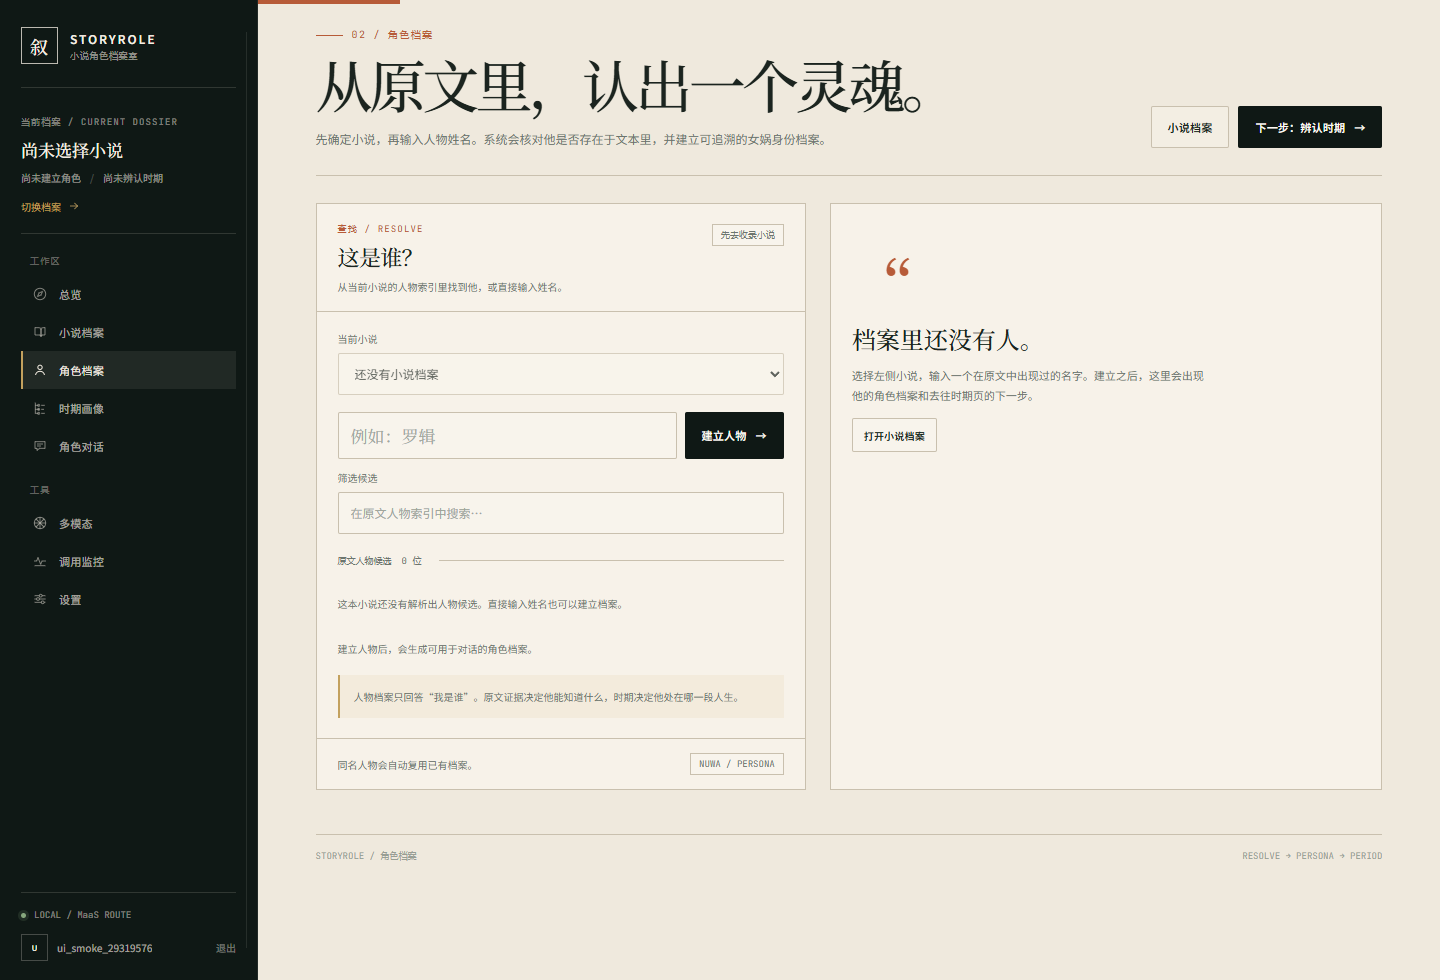 叙
STORYROLE
小说角色档案室
当前档案 / CURRENT DOSSIER
尚未选择小说
尚未建立角色 / 尚未辨认时期
切换档案 →
工作区
总览
小说档案
角色档案
时期画像
角色对话
工具
多模态
调用监控
设置
LOCAL / MaaS ROUTE
U
ui_smoke_29319576
退出
02 / 角色档案
从原文里，认出一个灵魂。
先确定小说，再输入人物姓名。系统会核对他是否存在于文本里，并建立可追溯的女娲身份档案。
小说档案
下一步：辨认时期 →
查找 / RESOLVE
先去收录小说
这是谁？
从当前小说的人物索引里找到他，或直接输入姓名。
当前小说
还没有小说档案
例如：罗辑
建立人物 →
筛选候选
在原文人物索引中搜索…
原文人物候选 0 位
这本小说还没有解析出人物候选。直接输入姓名也可以建立档案。
建立人物后，会生成可用于对话的角色档案。
人物档案只回答“我是谁”。原文证据决定他能知道什么，时期决定他处在哪一段人生。
同名人物会自动复用已有档案。
NUWA / PERSONA
“
档案里还没有人。
选择左侧小说，输入一个在原文中出现过的名字。建立之后，这里会出现
他的角色档案和去往时期页的下一步。
打开小说档案
STORYROLE / 角色档案
RESOLVE → PERSONA → PERIOD